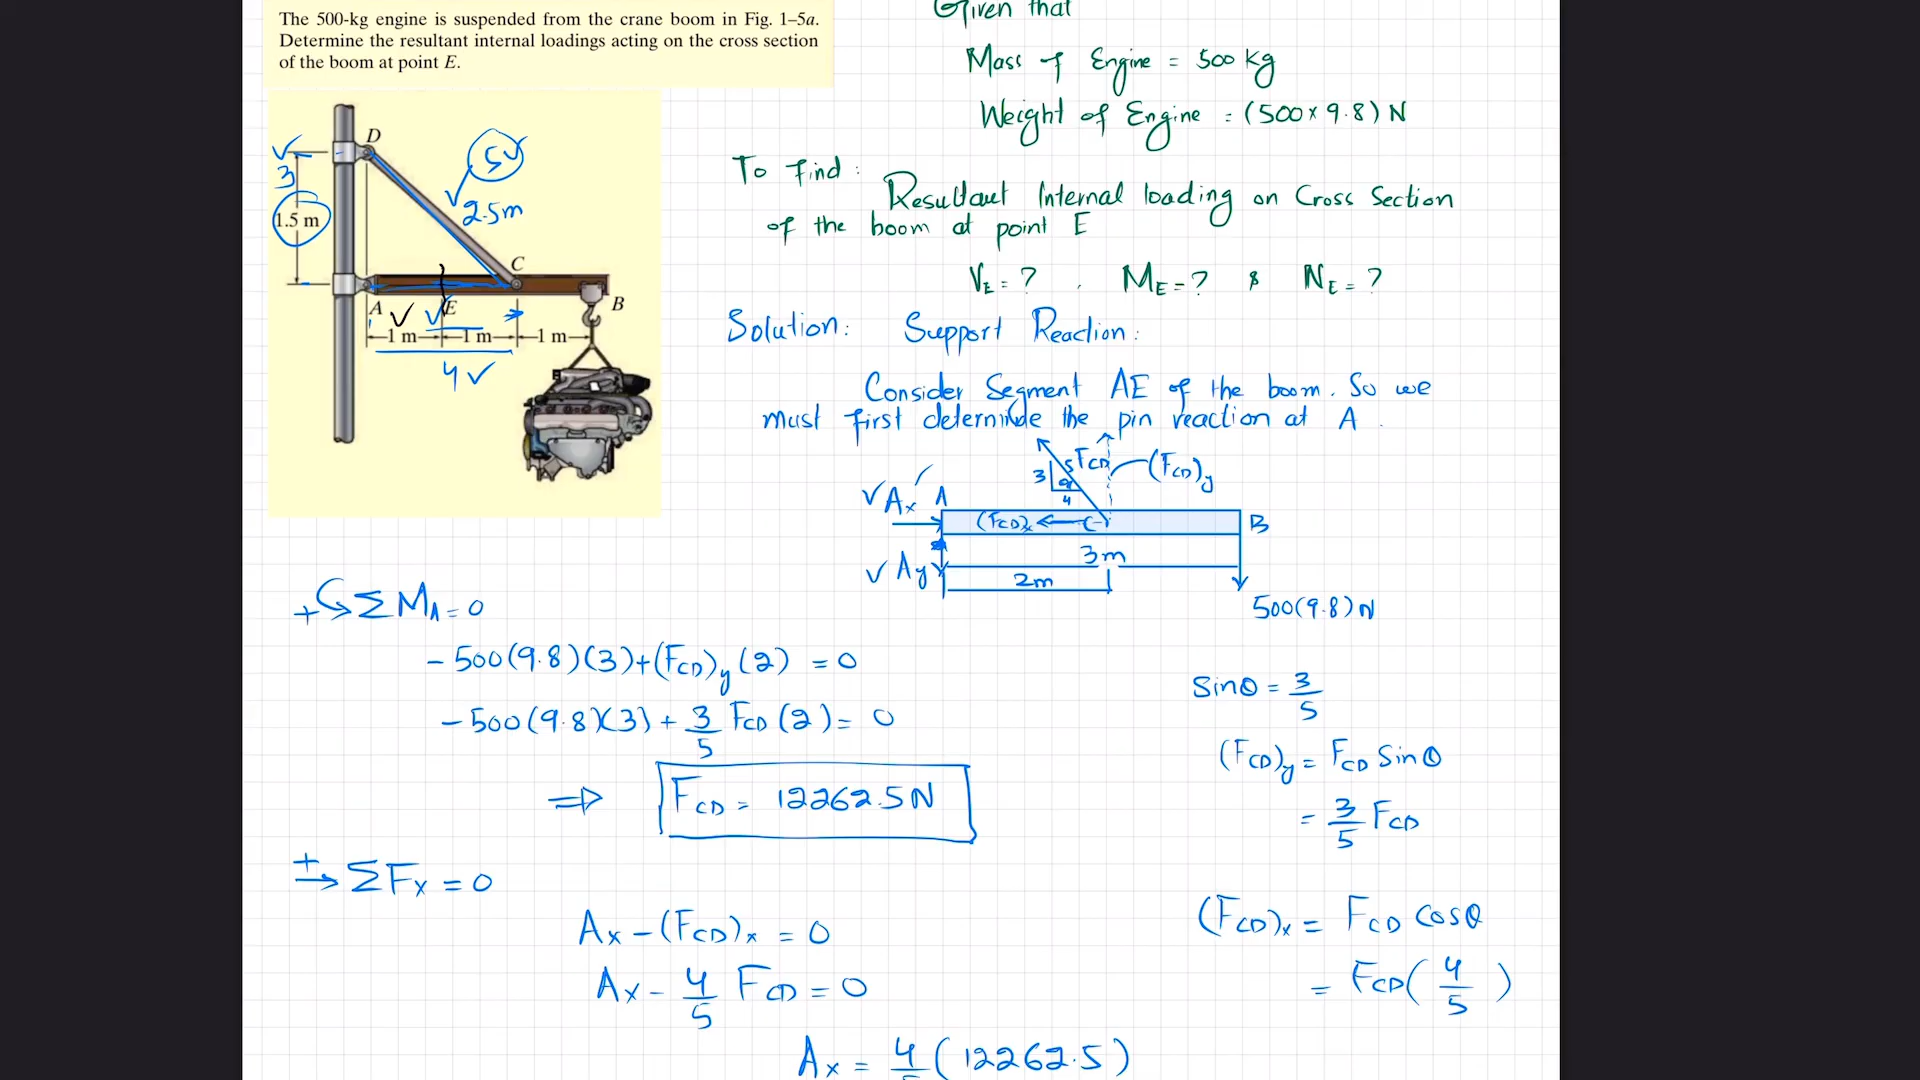 The 500-kg engine is suspended from the crane boom in Fig. 1–5a.
Determine the resultant internal loadings acting on the cross section
of the boom at point E.
Given that
Mass of Engine = 500 kg
Weight of Engine = (500 × 9.8) N
To find:
Resultant Internal loading on Cross Section
of the boom at point E
V_E = ? , M_E = ? & N_E = ?
D
5 ✓
✓
3
1.5 m
✓
2.5m
C
A ✓ ✓ E
B
1 m 1 m 1 m
4 ✓
Solution: Support Reaction:
Consider Segment AE of the boom. So we
must first determine the pin reaction at A.
3 5 F_CD (F_CD)_y
θ
4
✓ A_x A
(F_CD)_x C B
✓ A_y 3m
2m
500(9.8) N
+ ΣM_A = 0
- 500(9.8)(3) + (F_CD)_y (2) = 0
- 500(9.8)(3) + 3/5 F_CD (2) = 0
⇒ F_CD = 12262.5 N
Sinθ = 3/5
(F_CD)_y = F_CD Sinθ
= 3/5 F_CD
+→ ΣF_x = 0
A_x - (F_CD)_x = 0
A_x - 4/5 F_CD = 0
A_x = 4/5 (12262.5)
(F_CD)_x = F_CD cosθ
= F_CD (4/5)